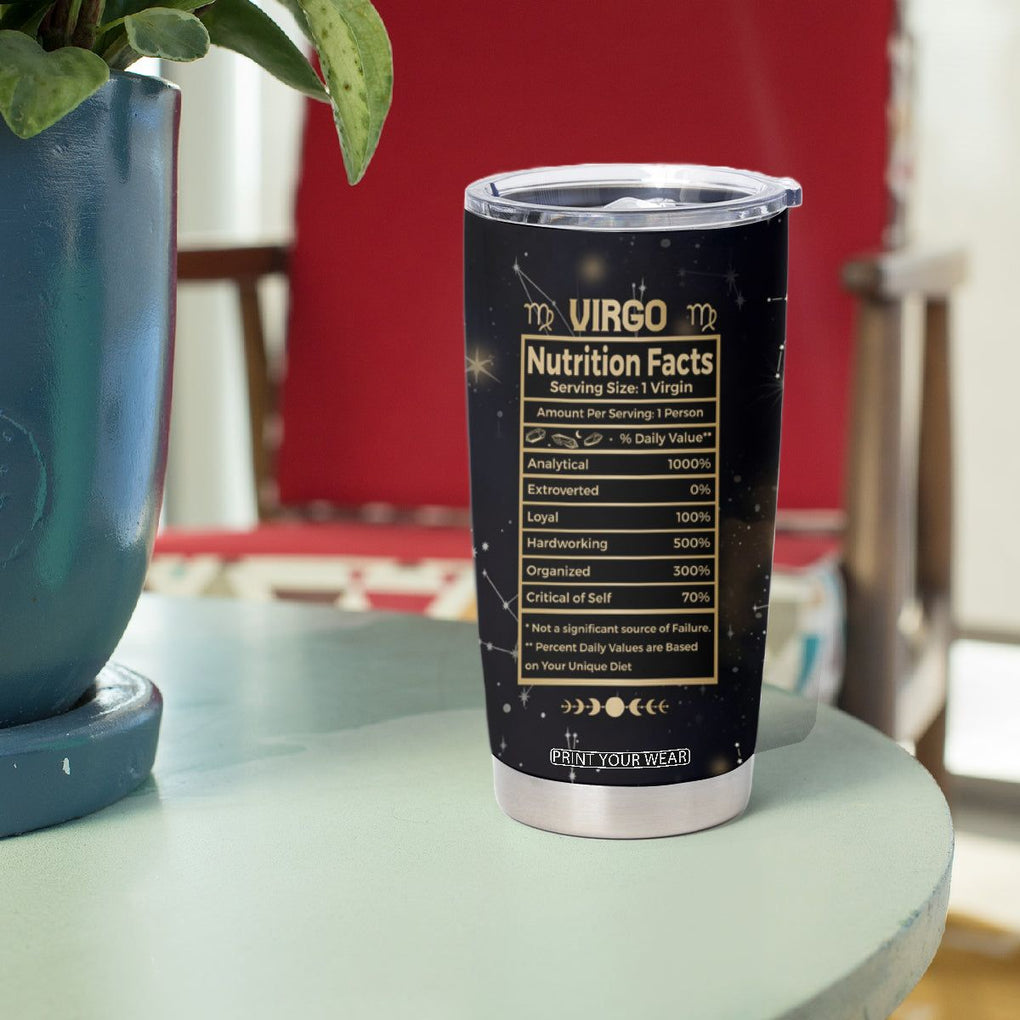 VIRGO
Nutrition Facts
Serving Size: 1 Virgin
Amount Per Serving: 1 Person
% Daily Value**
Analytical 1000%
Extroverted 0%
Loyal 100%
Hardworking 500%
Organized 300%
Critical of Self 70%
* Not a significant source of Failure.
** Percent Daily Values are Based
on Your Unique Diet
PRINT YOUR WEAR